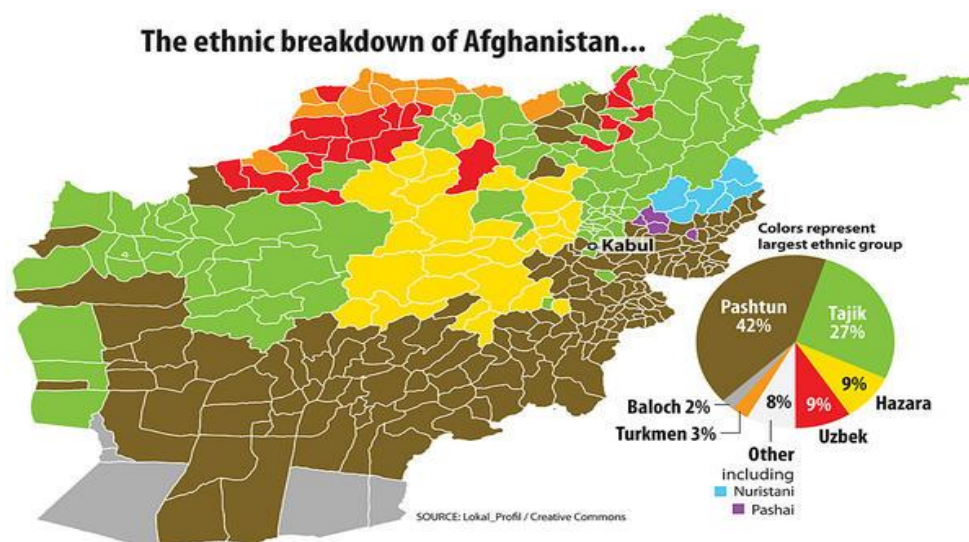 The ethnic breakdown of Afghanistan...
Kabul
Colors represent
largest ethnic group
Pashtun
42%
Tajik
27%
9%
Hazara
9%
Uzbek
8%
Baloch 2%
Turkmen 3%
Other
including
Nuristani
Pashai
SOURCE: Lokal_Profil / Creative Commons